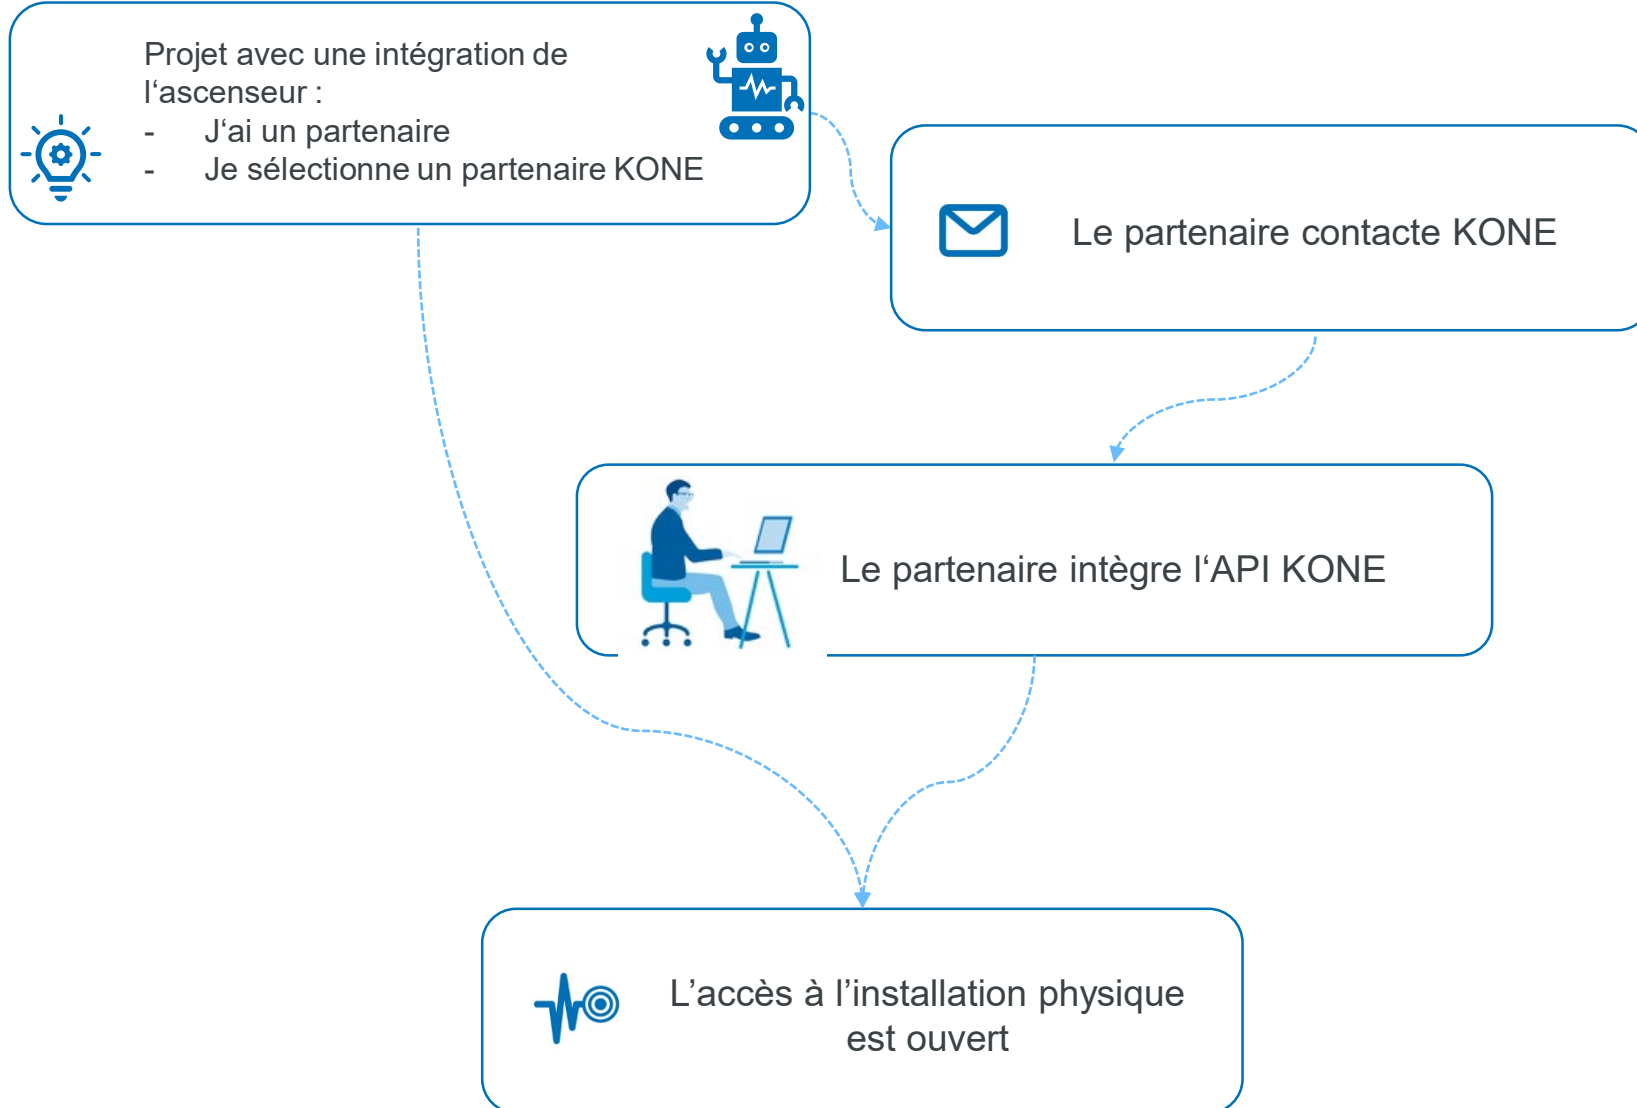 Projet avec une intégration de
l‘ascenseur :
- J‘ai un partenaire
- Je sélectionne un partenaire KONE
Le partenaire contacte KONE
Le partenaire intègre l‘API KONE
L’accès à l’installation physique
est ouvert